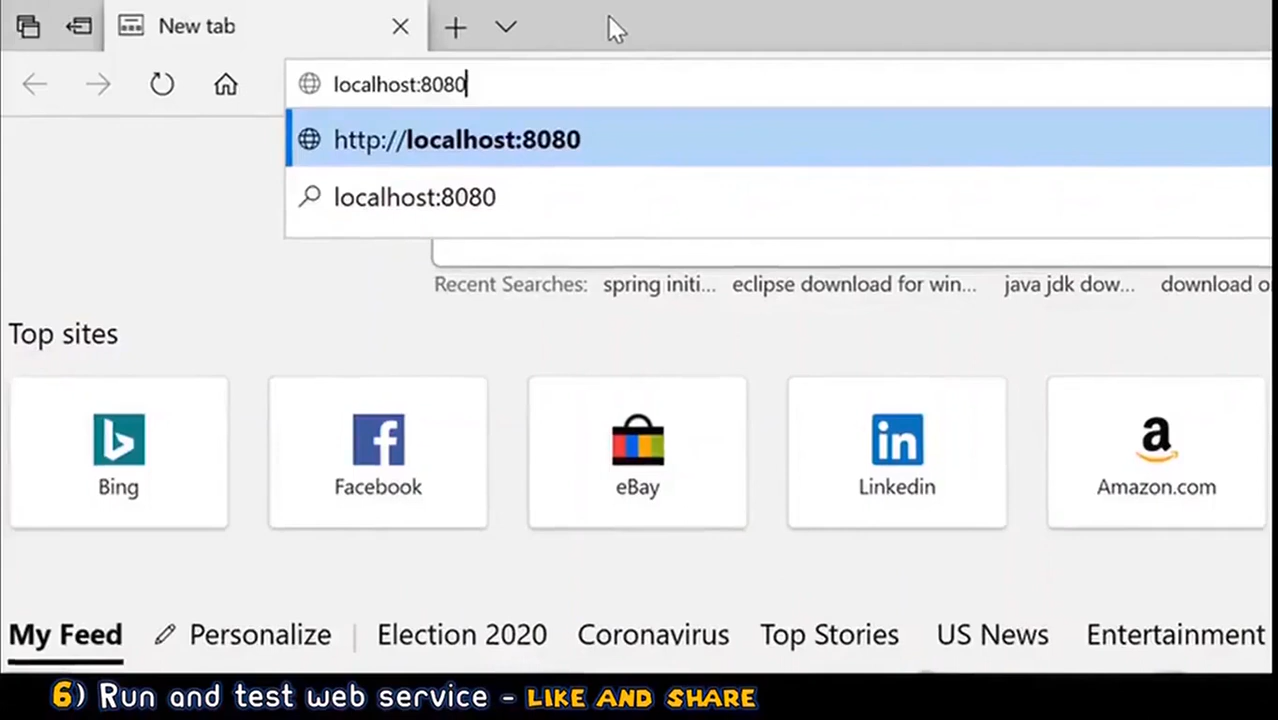 New tab
localhost:8080
http://localhost:8080
localhost:8080
Recent Searches: spring initi... eclipse download for win... java jdk dow... download o
Top sites
Bing Facebook eBay Linkedin Amazon.com
My Feed Personalize Election 2020 Coronavirus Top Stories US News Entertainment
6) Run and test web service - LIKE AND SHARE